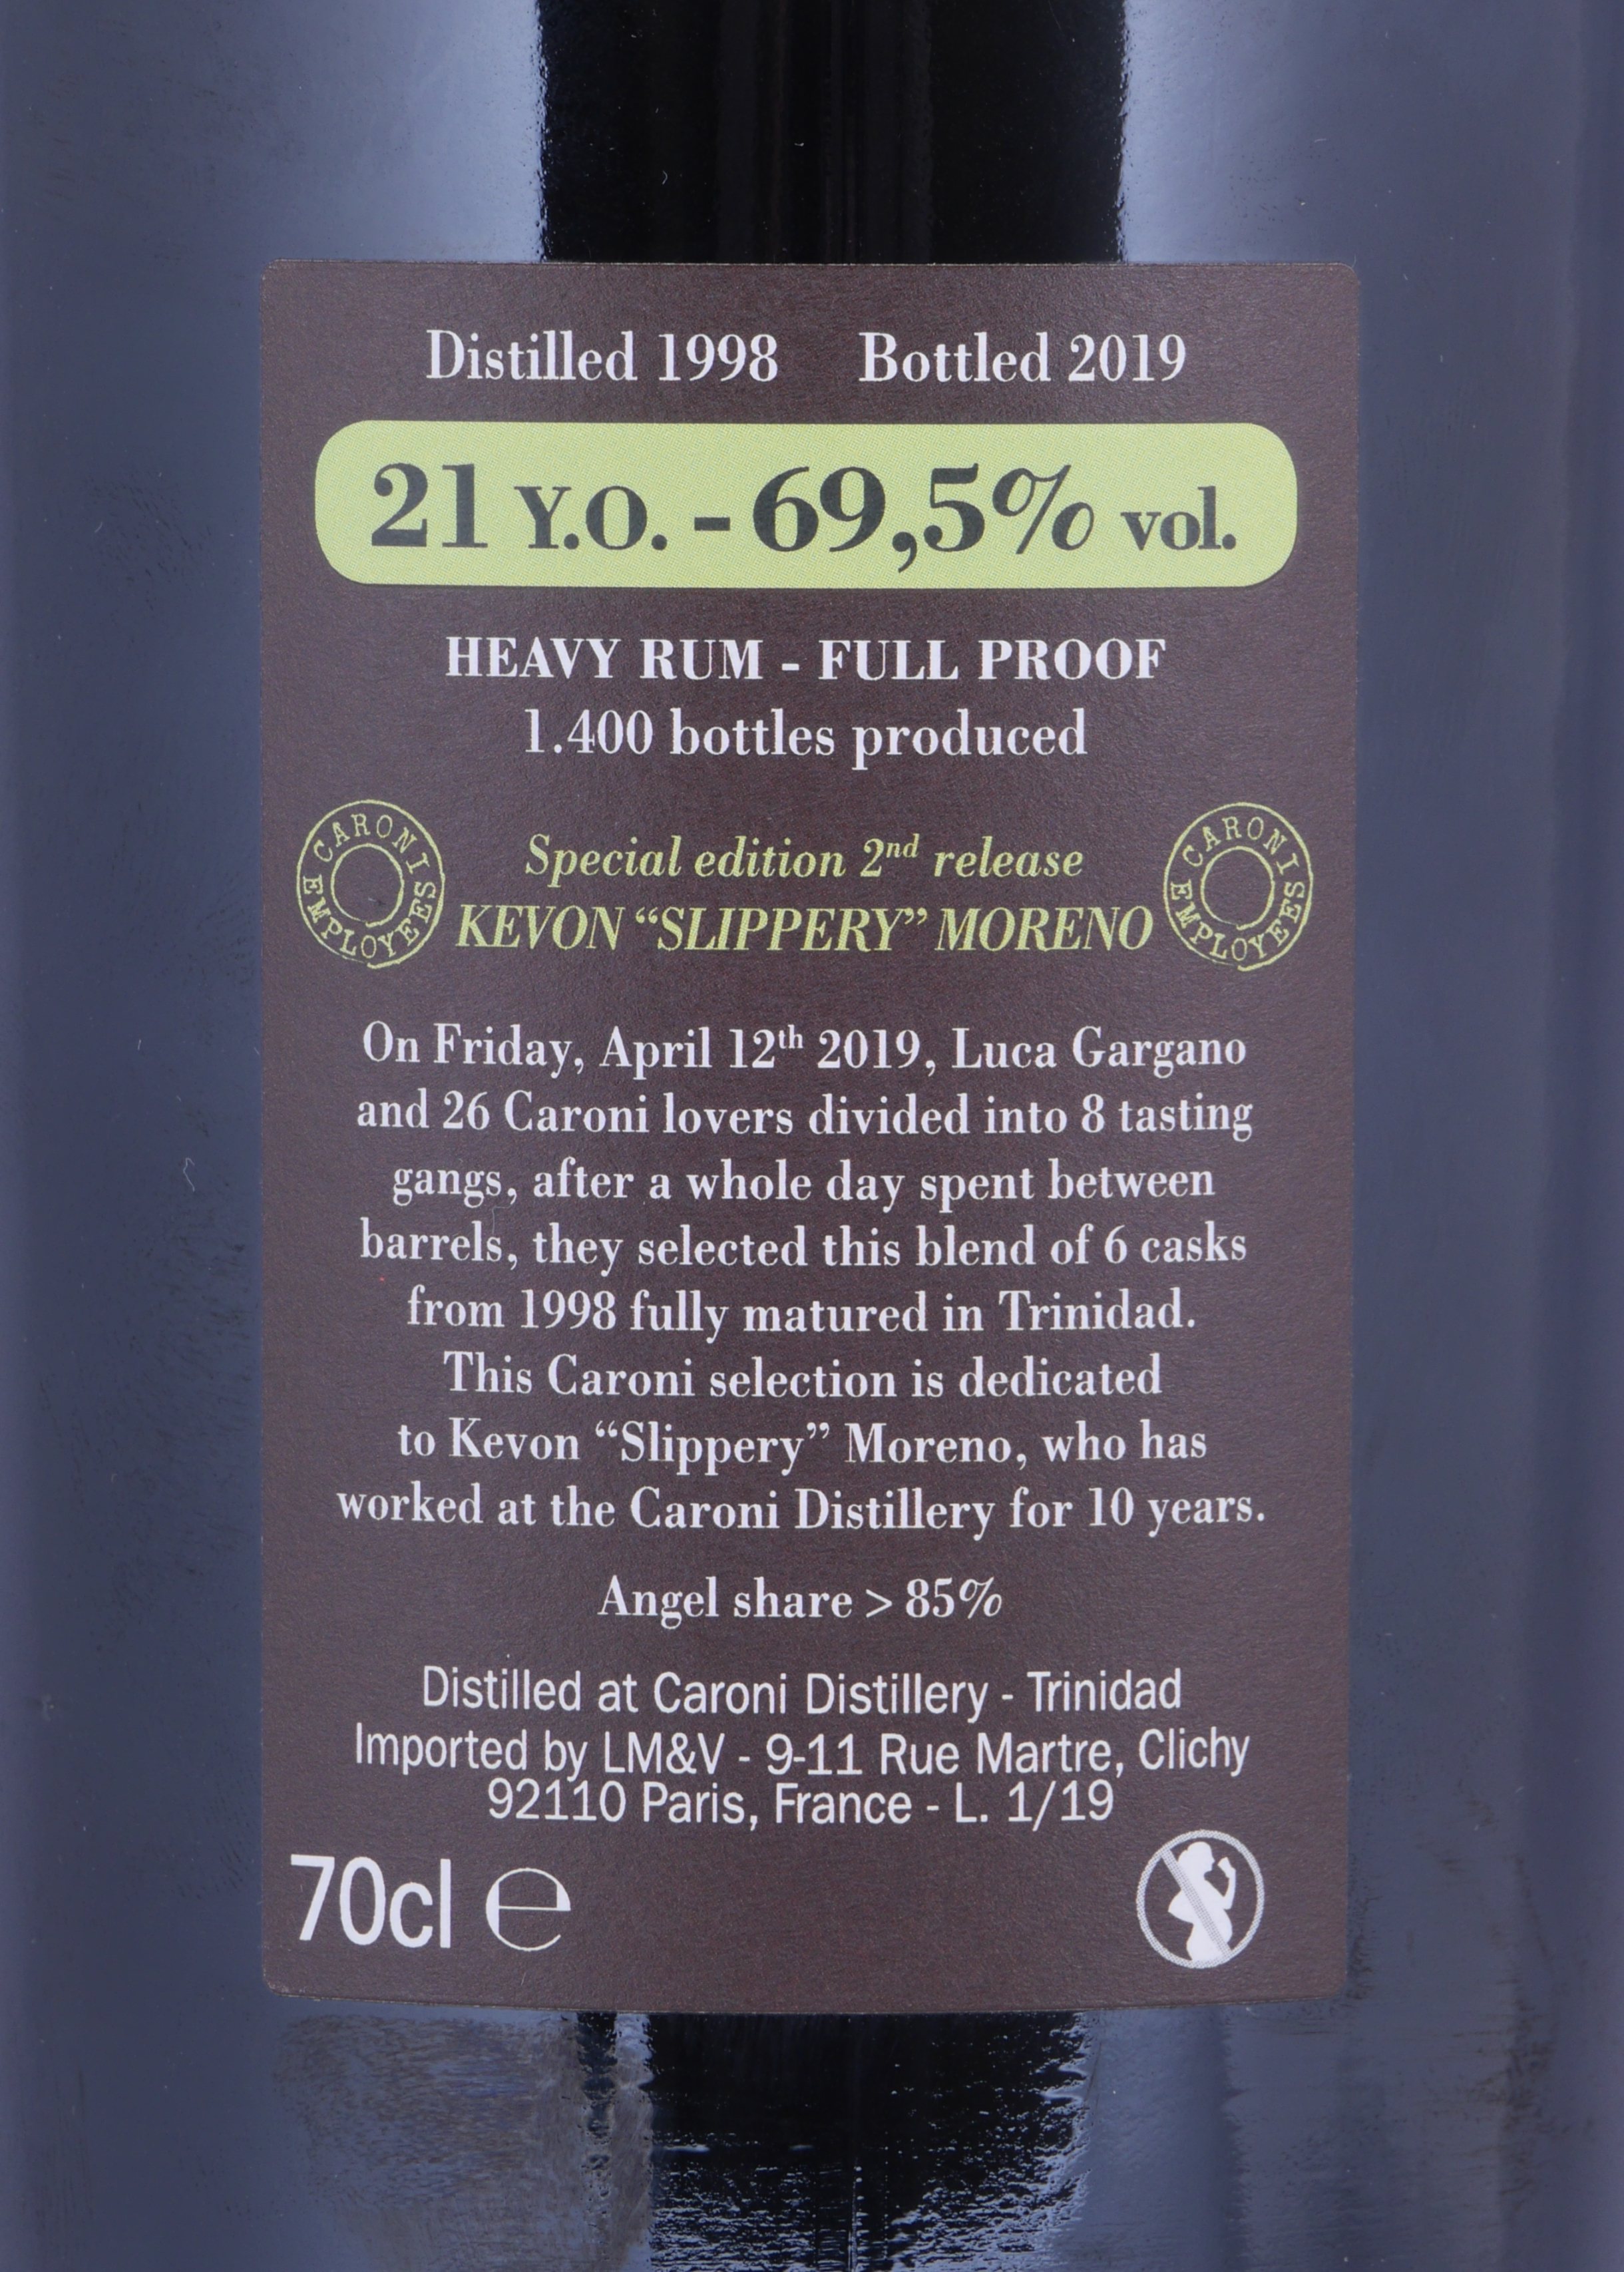 Distilled 1998 Bottled 2019
21 Y.O. - 69,5% vol.
HEAVY RUM - FULL PROOF
1.400 bottles produced
CARONI EMPLOYEES
Special edition 2nd release
KEVON “SLIPPERY” MORENO
CARONI EMPLOYEES
On Friday, April 12th 2019, Luca Gargano
and 26 Caroni lovers divided into 8 tasting
gangs, after a whole day spent between
barrels, they selected this blend of 6 casks
from 1998 fully matured in Trinidad.
This Caroni selection is dedicated
to Kevon “Slippery” Moreno, who has
worked at the Caroni Distillery for 10 years.
Angel share > 85%
Distilled at Caroni Distillery - Trinidad
Imported by LM&V - 9-11 Rue Martre, Clichy
92110 Paris, France - L. 1/19
70cl ℮